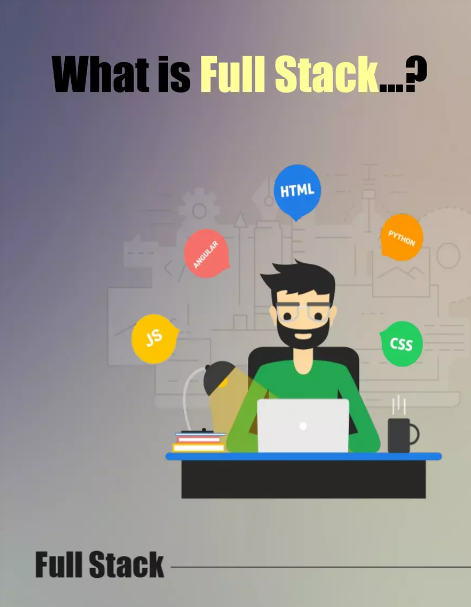 What is Full Stack...?
HTML
PYTHON
ANGULAR
JS
CSS
Full Stack